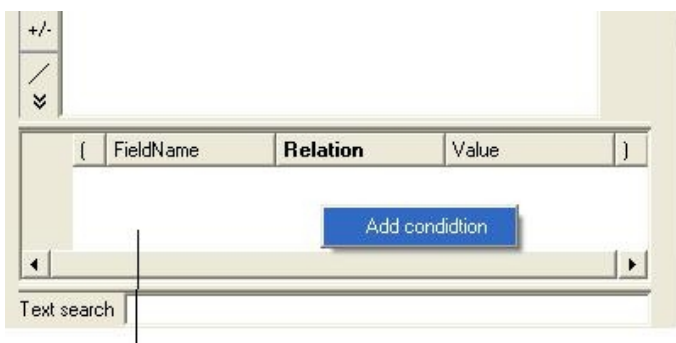 +/-
( FieldName Relation Value )
Add condidtion
Text search